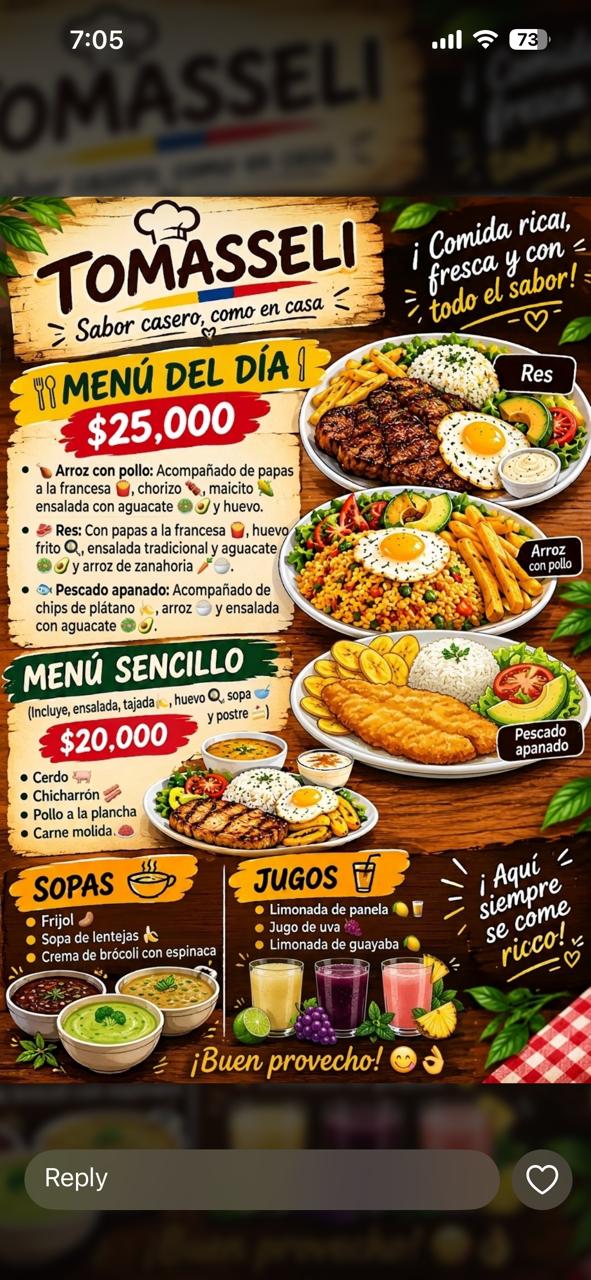 7:05
73
TOMASSELI
Sabor casero, como en casa
¡Comida rica!,
fresca y con
todo el sabor!
MENÚ DEL DÍA
$25,000
• Arroz con pollo: Acompañado de papas
a la francesa 🍟, chorizo 🍢, maicito 🌽
ensalada con aguacate 🥗🥑 y huevo.
• 🥩 Res: Con papas a la francesa 🍟, huevo
frito 🍳, ensalada tradicional y aguacate
🥗🥑 y arroz de zanahoria 🥕🍚.
• 🐟 Pescado apanado: Acompañado de
chips de plátano 🍌, arroz 🍚 y ensalada
con aguacate 🥗🥑.
Res
Arroz
con pollo
Pescado
apanado
MENÚ SENCILLO
(Incluye, ensalada, tajada 🍌, huevo 🍳, sopa 🥣
y postre 🍰)
$20,000
• Cerdo 🐖
• Chicharrón 🥓
• Pollo a la plancha
• Carne molida 🥩
SOPAS
• Frijol 🫘
• Sopa de lentejas 🍌
• Crema de brócoli con espinaca
JUGOS
• Limonada de panela 🍋🥃
• Jugo de uva 🍇
• Limonada de guayaba 🍋
¡Aquí
siempre
se come
ricco!
¡Buen provecho! 😋👌
Reply